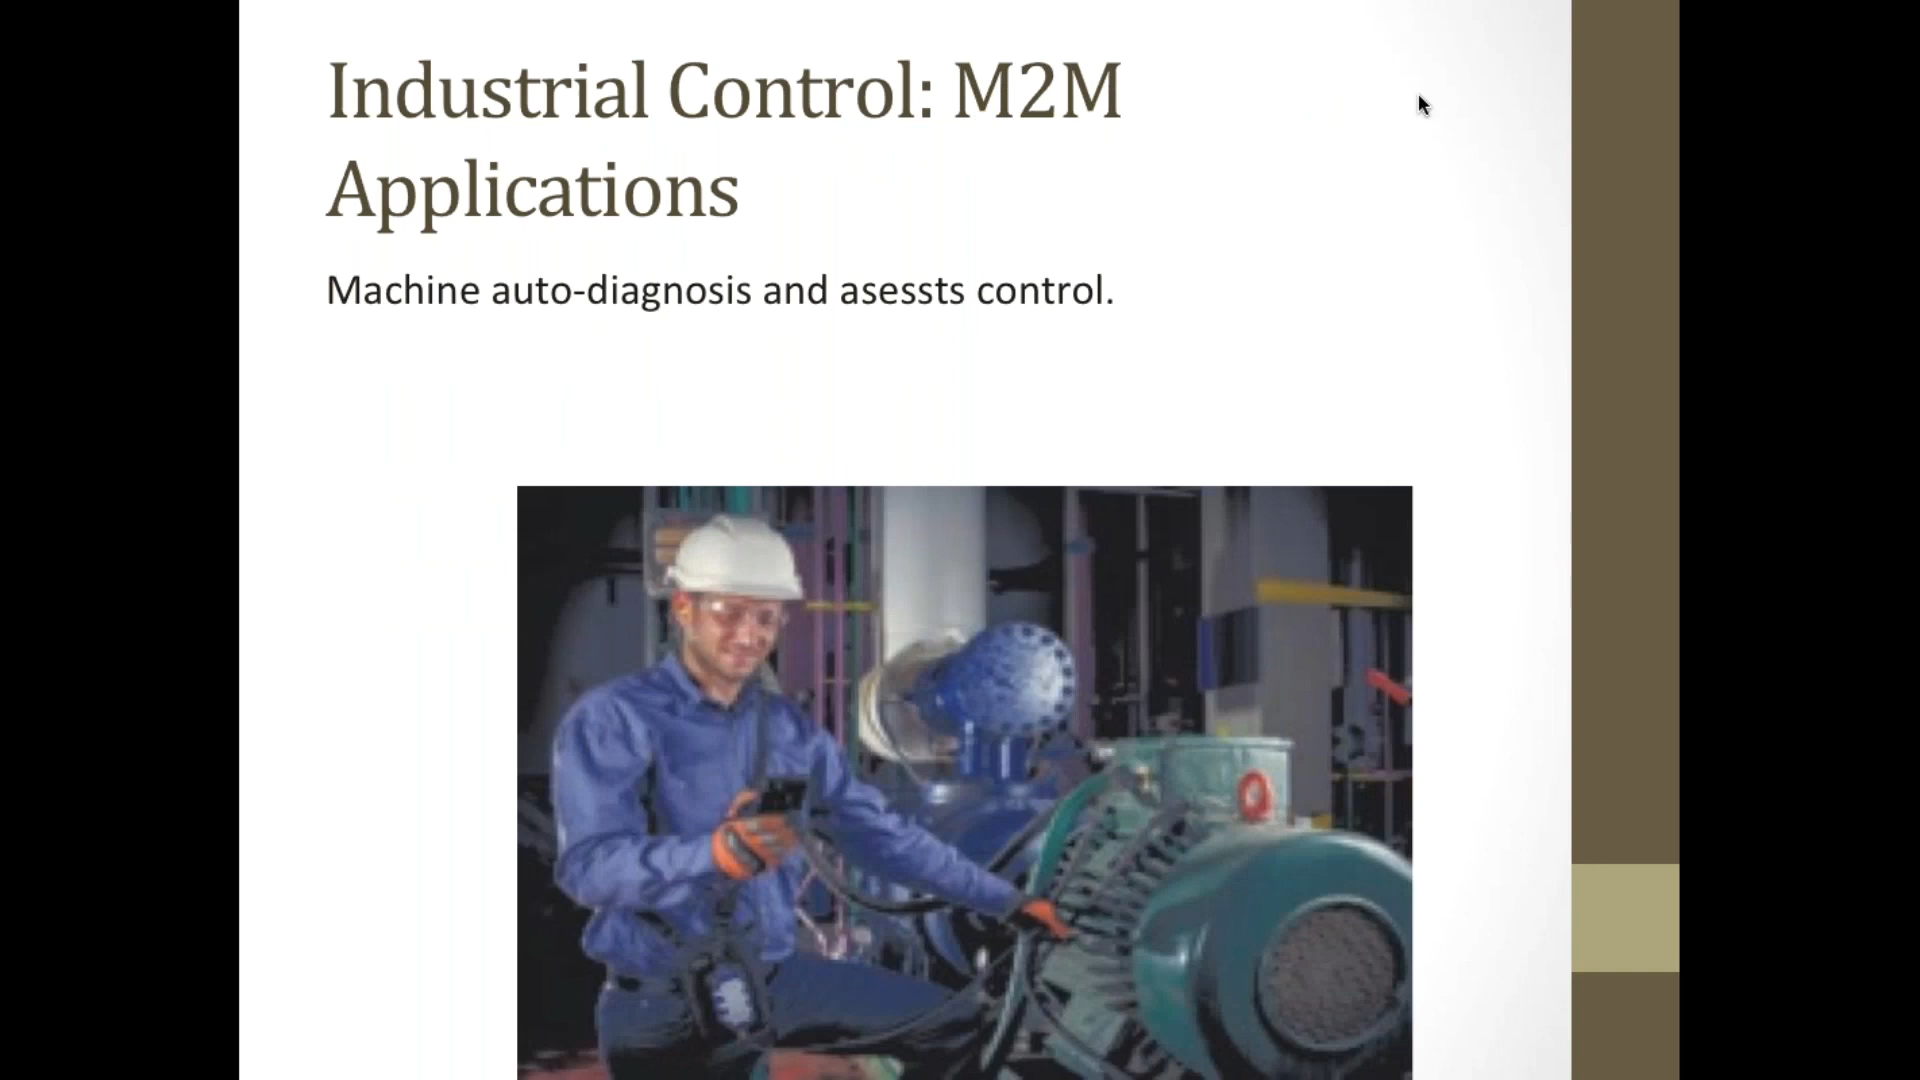 Industrial Control: M2M
Applications
Machine auto-diagnosis and asessts control.